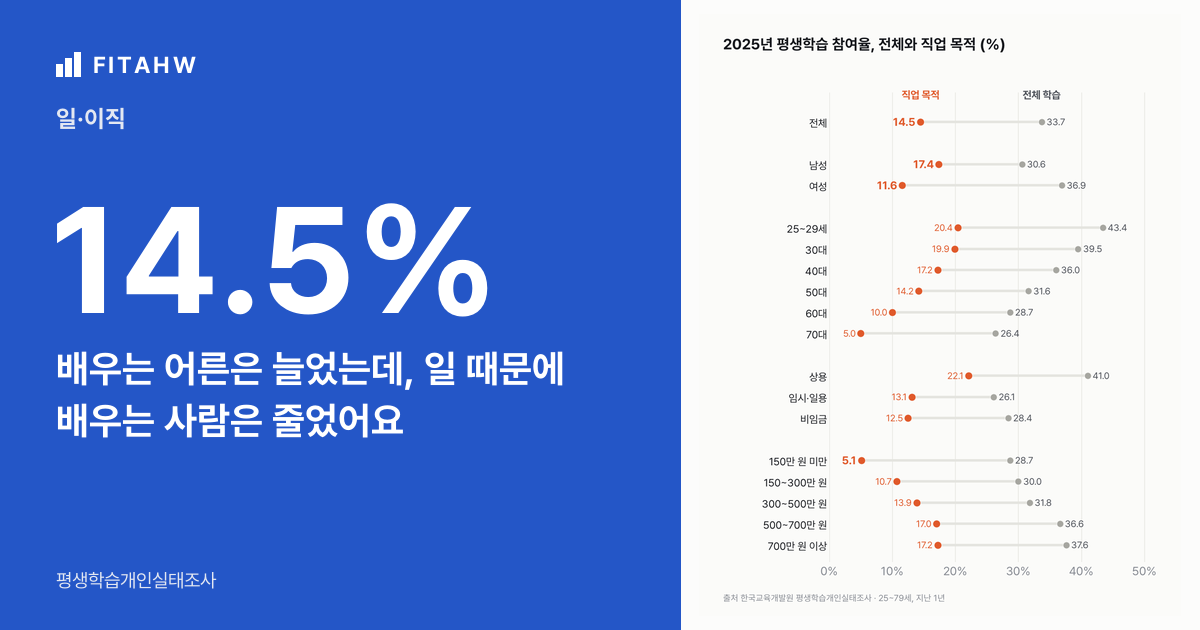 FITAHW
일·이직
14.5%
배우는 어른은 늘었는데, 일 때문에
배우는 사람은 줄었어요
평생학습개인실태조사
2025년 평생학습 참여율, 전체와 직업 목적 (%)
직업 목적 전체 학습
전체 14.5 33.7
남성 17.4 30.6
여성 11.6 36.9
25~29세 20.4 43.4
30대 19.9 39.5
40대 17.2 36.0
50대 14.2 31.6
60대 10.0 28.7
70대 5.0 26.4
상용 22.1 41.0
임시·일용 13.1 26.1
비임금 12.5 28.4
150만 원 미만 5.1 28.7
150~300만 원 10.7 30.0
300~500만 원 13.9 31.8
500~700만 원 17.0 36.6
700만 원 이상 17.2 37.6
0% 10% 20% 30% 40% 50%
출처 한국교육개발원 평생학습개인실태조사 · 25~79세, 지난 1년